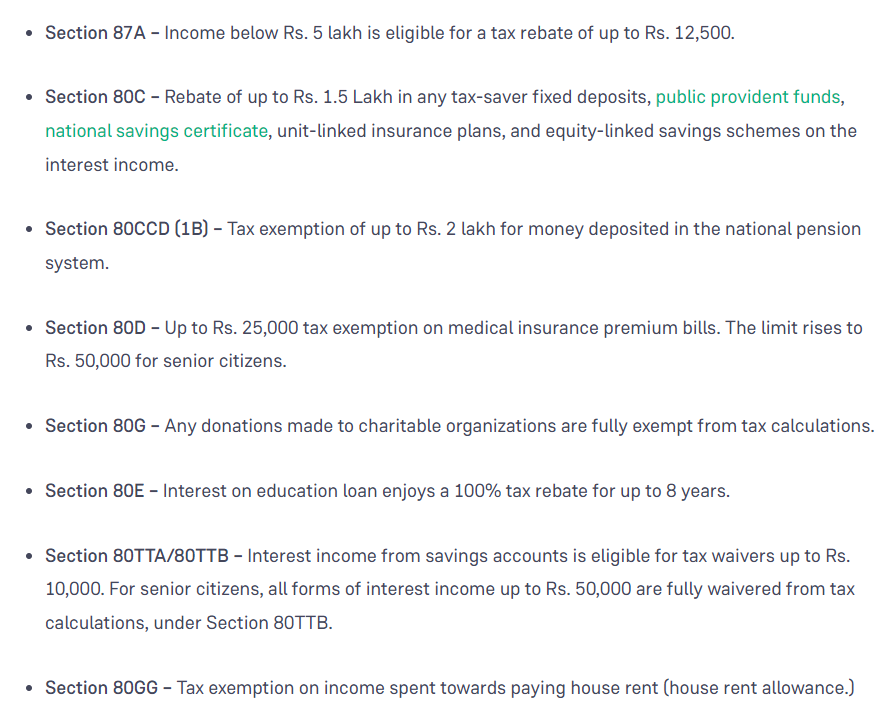 • Section 87A – Income below Rs. 5 lakh is eligible for a tax rebate of up to Rs. 12,500.
• Section 80C – Rebate of up to Rs. 1.5 Lakh in any tax-saver fixed deposits, public provident funds,
national savings certificate, unit-linked insurance plans, and equity-linked savings schemes on the
interest income.
• Section 80CCD (1B) – Tax exemption of up to Rs. 2 lakh for money deposited in the national pension
system.
• Section 80D – Up to Rs. 25,000 tax exemption on medical insurance premium bills. The limit rises to
Rs. 50,000 for senior citizens.
• Section 80G – Any donations made to charitable organizations are fully exempt from tax calculations.
• Section 80E – Interest on education loan enjoys a 100% tax rebate for up to 8 years.
• Section 80TTA/80TTB – Interest income from savings accounts is eligible for tax waivers up to Rs.
10,000. For senior citizens, all forms of interest income up to Rs. 50,000 are fully waivered from tax
calculations, under Section 80TTB.
• Section 80GG – Tax exemption on income spent towards paying house rent (house rent allowance.)